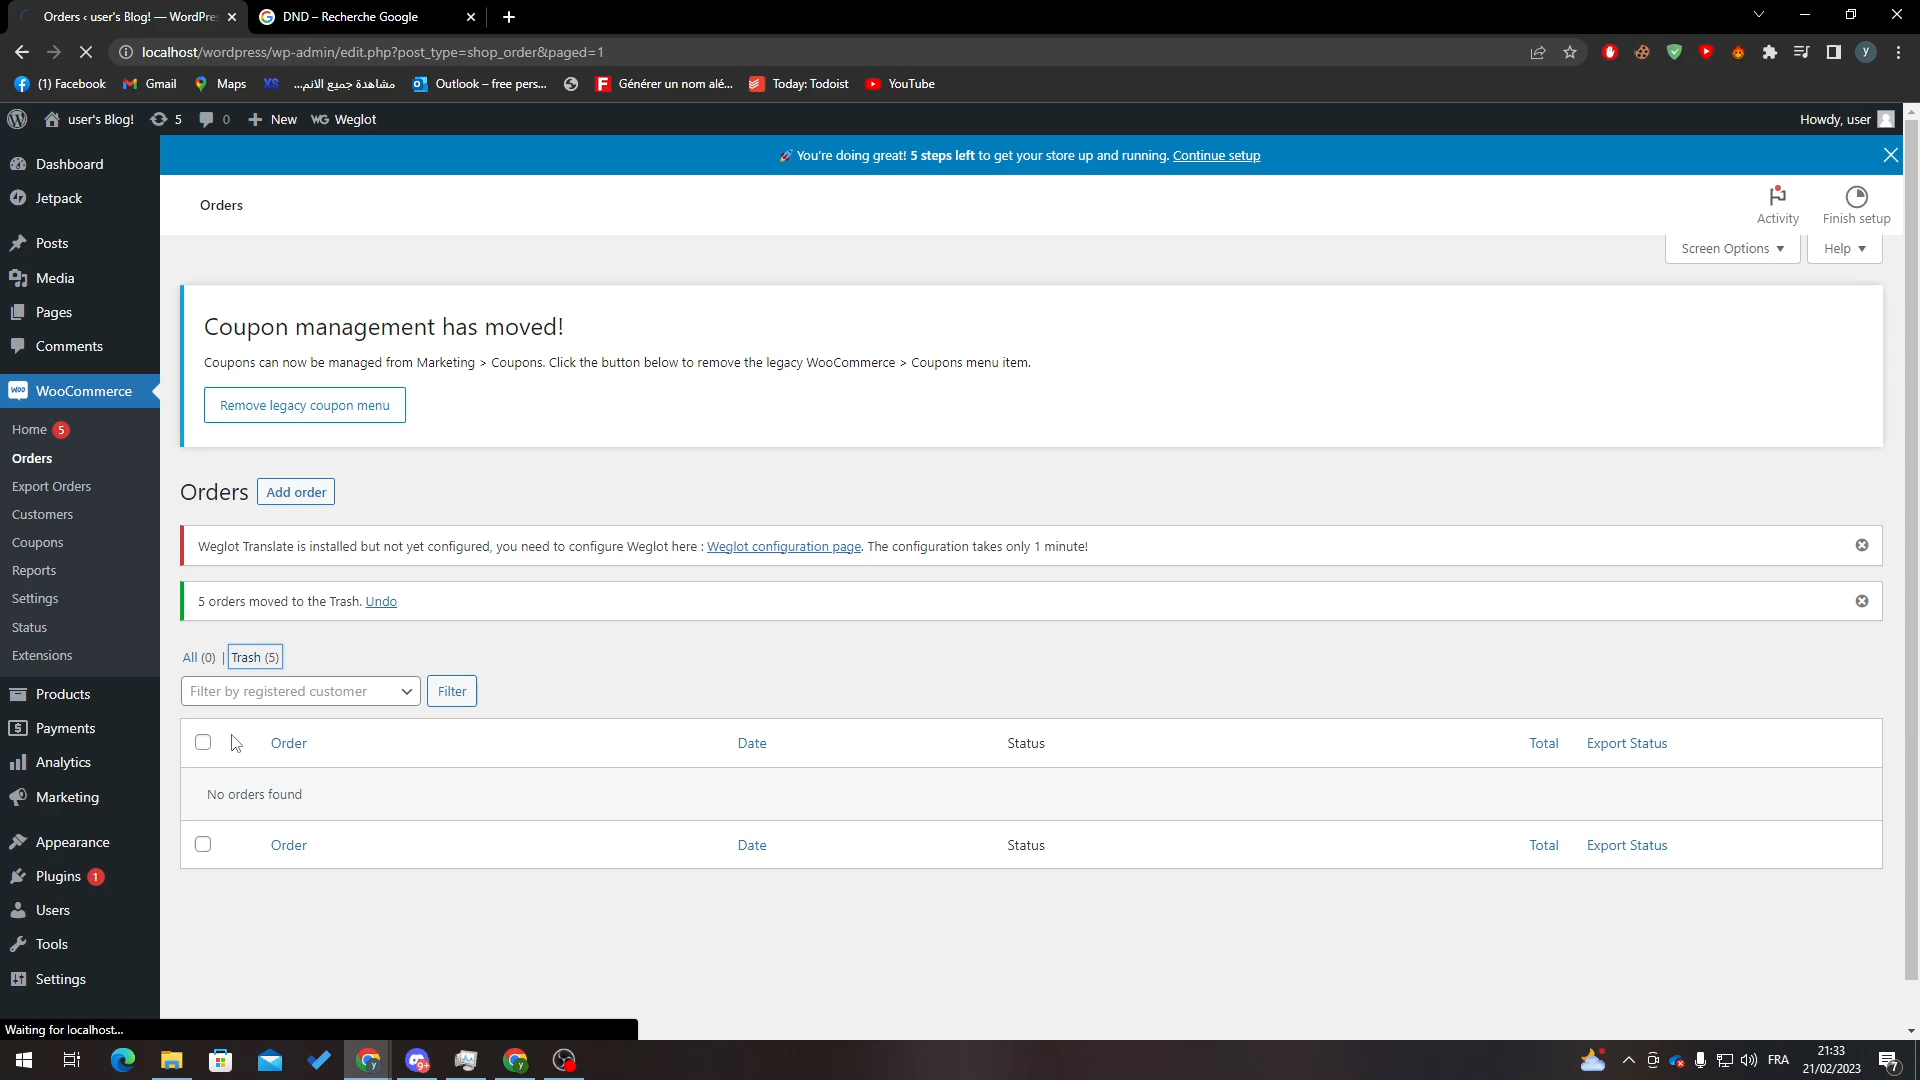 Orders ‹ user's Blog! — WordPre
DND – Recherche Google
localhost/wordpress/wp-admin/edit.php?post_type=shop_order&paged=1
(1) Facebook
Gmail
Maps
XS
مشاهدة جميع الانم...
Outlook – free pers...
Générer un nom alé...
Today: Todoist
YouTube
user's Blog!
5
0
New
WG Weglot
Howdy, user
🚀 You're doing great! 5 steps left to get your store up and running. Continue setup
Orders
Activity
Finish setup
Screen Options
Help
Dashboard
Jetpack
Posts
Media
Pages
Comments
WooCommerce
Home 5
Orders
Export Orders
Customers
Coupons
Reports
Settings
Status
Extensions
Products
Payments
Analytics
Marketing
Appearance
Plugins 1
Users
Tools
Settings
Coupon management has moved!
Coupons can now be managed from Marketing > Coupons. Click the button below to remove the legacy WooCommerce > Coupons menu item.
Remove legacy coupon menu
Orders
Add order
Weglot Translate is installed but not yet configured, you need to configure Weglot here : Weglot configuration page. The configuration takes only 1 minute!
5 orders moved to the Trash. Undo
All (0) | Trash (5)
Filter by registered customer
Filter
Order Date Status Total Export Status
No orders found
Order Date Status Total Export Status
Waiting for localhost...
9+
FRA
21:33
21/02/2023
7